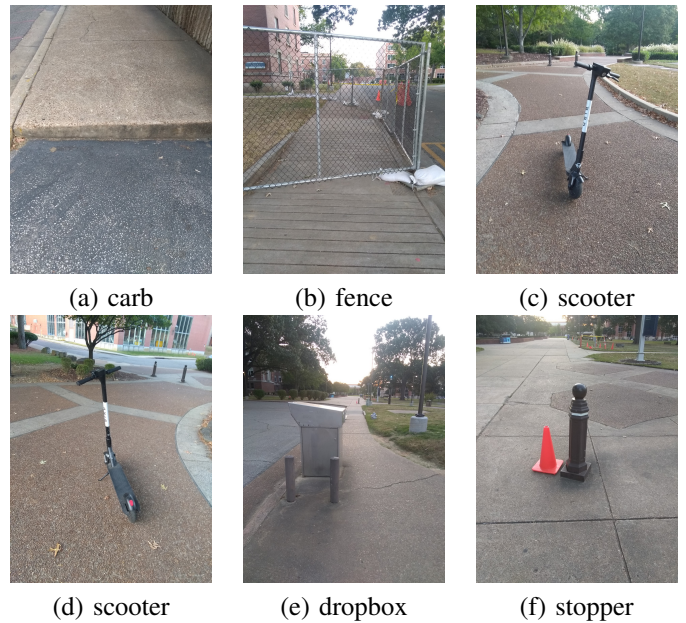 (a) carb
(b) fence
(c) scooter
(d) scooter
(e) dropbox
(f) stopper